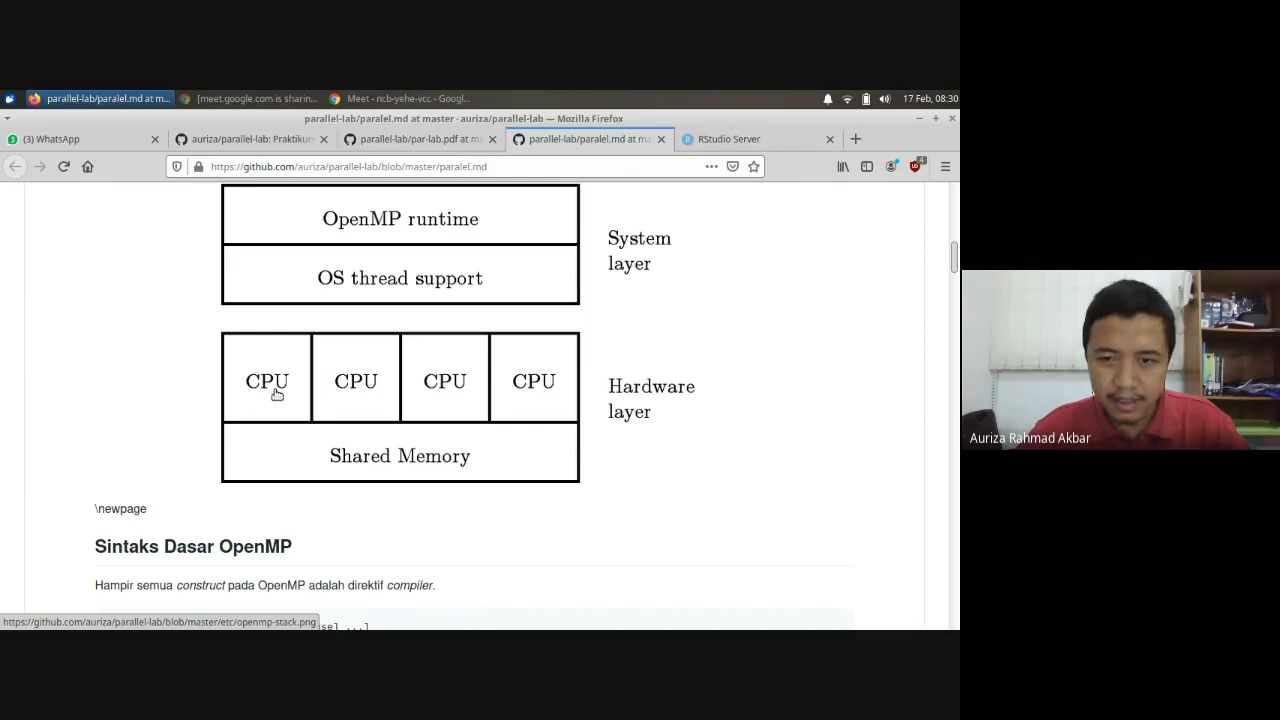 parallel-lab/paralel.md at m...
[meet.google.com is sharin...
Meet - ncb-yehe-vcc - Googl...
17 Feb, 08:30
parallel-lab/paralel.md at master · auriza/parallel-lab — Mozilla Firefox
(3) WhatsApp
auriza/parallel-lab: Praktikum
parallel-lab/par-lab.pdf at ma
parallel-lab/paralel.md at ma
RStudio Server
https://github.com/auriza/parallel-lab/blob/master/paralel.md
4
OpenMP runtime
System
layer
OS thread support
CPU
CPU
CPU
CPU
Hardware
layer
Shared Memory
\newpage
Sintaks Dasar OpenMP
Hampir semua construct pada OpenMP adalah direktif compiler.
https://github.com/auriza/parallel-lab/blob/master/etc/openmp-stack.png
se] ...]
Auriza Rahmad Akbar